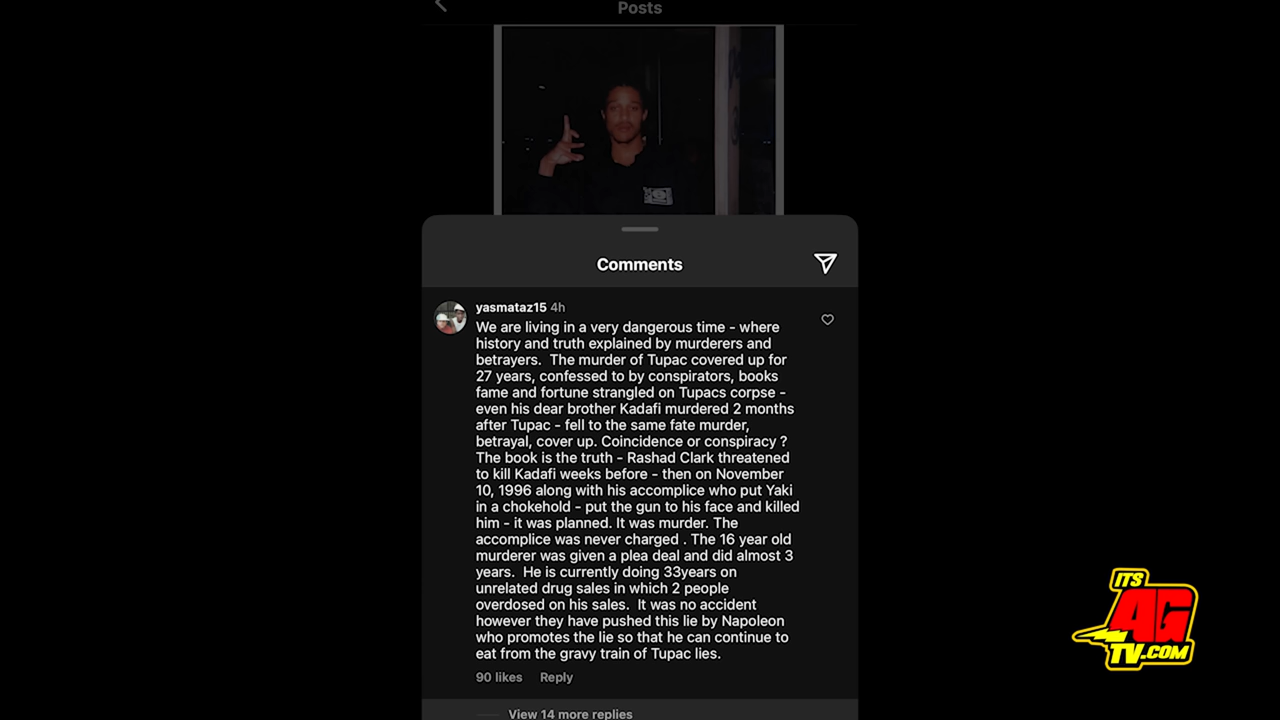 Posts
Comments
yasmataz15 4h
We are living in a very dangerous time - where
history and truth explained by murderers and
betrayers.  The murder of Tupac covered up for
27 years, confessed to by conspirators, books
fame and fortune strangled on Tupacs corpse -
even his dear brother Kadafi murdered 2 months
after Tupac - fell to the same fate murder,
betrayal, cover up. Coincidence or conspiracy ?
The book is the truth - Rashad Clark threatened
to kill Kadafi weeks before - then on November
10, 1996 along with his accomplice who put Yaki
in a chokehold - put the gun to his face and killed
him - it was planned. It was murder. The
accomplice was never charged . The 16 year old
murderer was given a plea deal and did almost 3
years.  He is currently doing 33years on
unrelated drug sales in which 2 people
overdosed on his sales.  It was no accident
however they have pushed this lie by Napoleon
who promotes the lie so that he can continue to
eat from the gravy train of Tupac lies.
90 likes Reply
View 14 more replies
ITS
AG
TV.COM